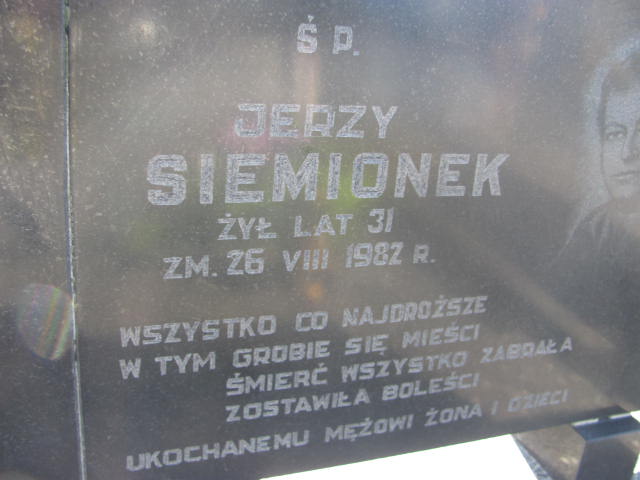 Ś P.
JERZY
SIEMIONEK
ŻYŁ LAT 31
ZM. 26 VIII 1982 R.
WSZYSTKO CO NAJDROŻSZE
W TYM GROBIE SIĘ MIEŚCI
ŚMIERĆ WSZYSTKO ZABRAŁA
ZOSTAWIŁA BOLEŚCI
UKOCHANEMU MĘŻOWI ŻONA I DZIECI